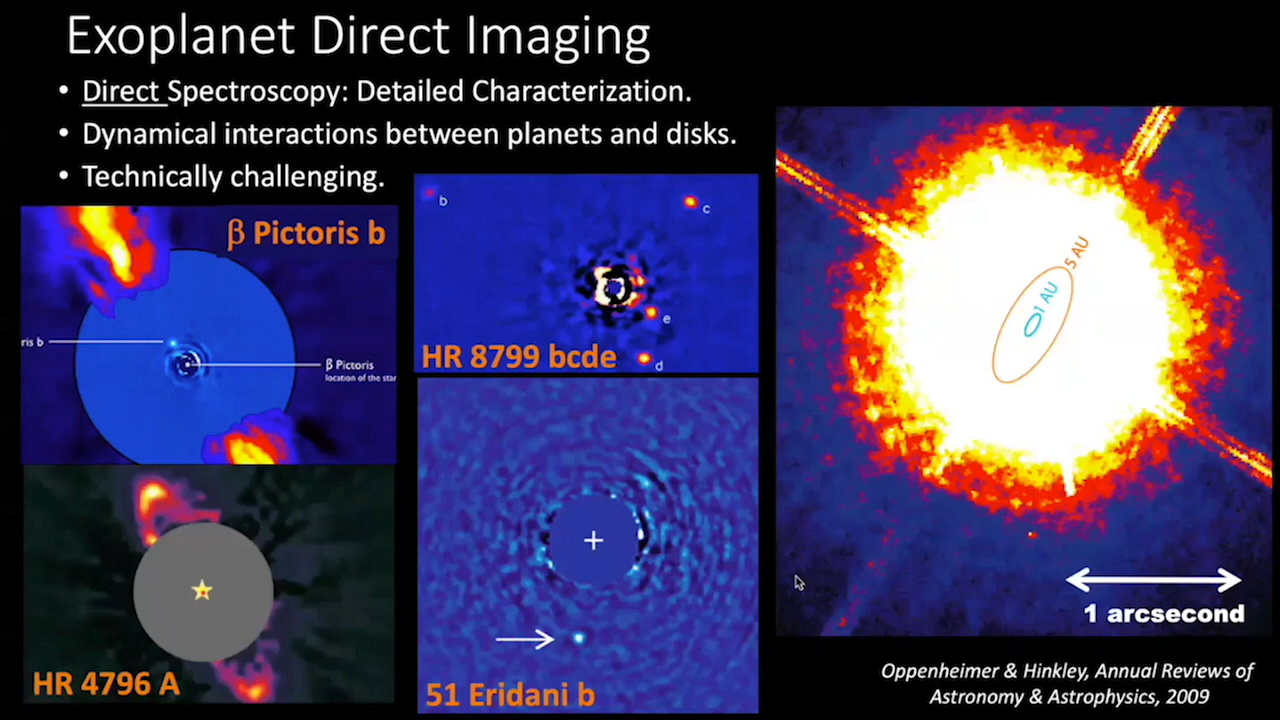 Exoplanet Direct Imaging
• Direct Spectroscopy: Detailed Characterization.
• Dynamical interactions between planets and disks.
• Technically challenging.
β Pictoris b
ris b
β Pictoris
location of the star
HR 4796 A
b
c
e
d
HR 8799 bcde
51 Eridani b
5 AU
1 AU
1 arcsecond
Oppenheimer & Hinkley, Annual Reviews of
Astronomy & Astrophysics, 2009